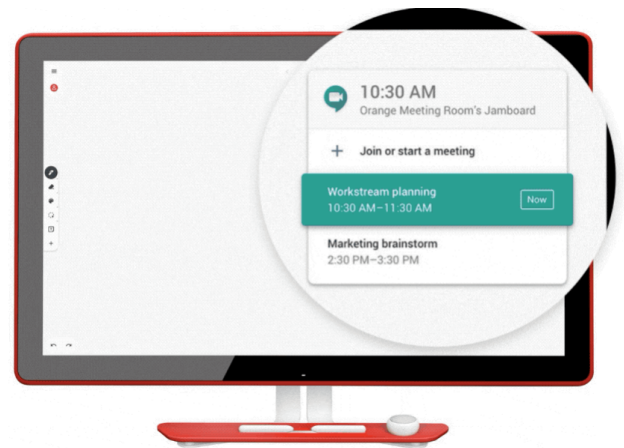 10:30 AM
Orange Meeting Room's Jamboard
+ Join or start a meeting
Workstream planning
10:30 AM–11:30 AM
Now
Marketing brainstorm
2:30 PM–3:30 PM